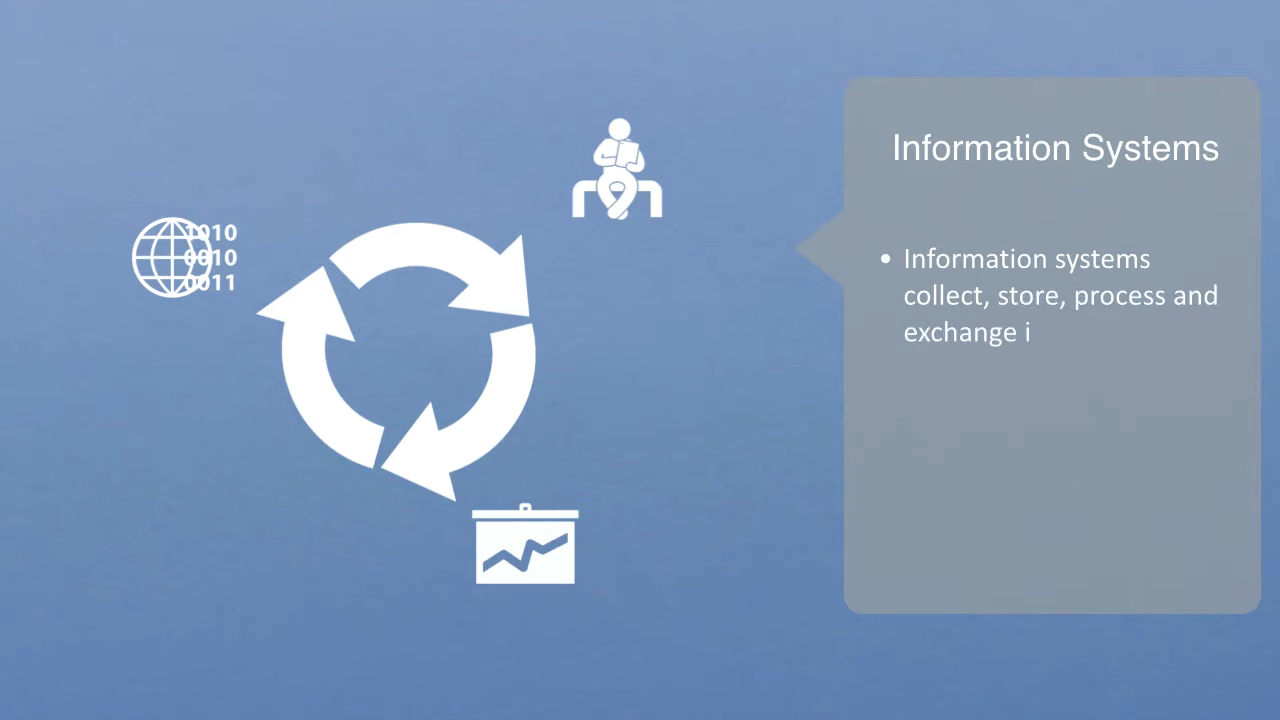 Information Systems
1010
0010
0011
• Information systems
collect, store, process and
exchange i